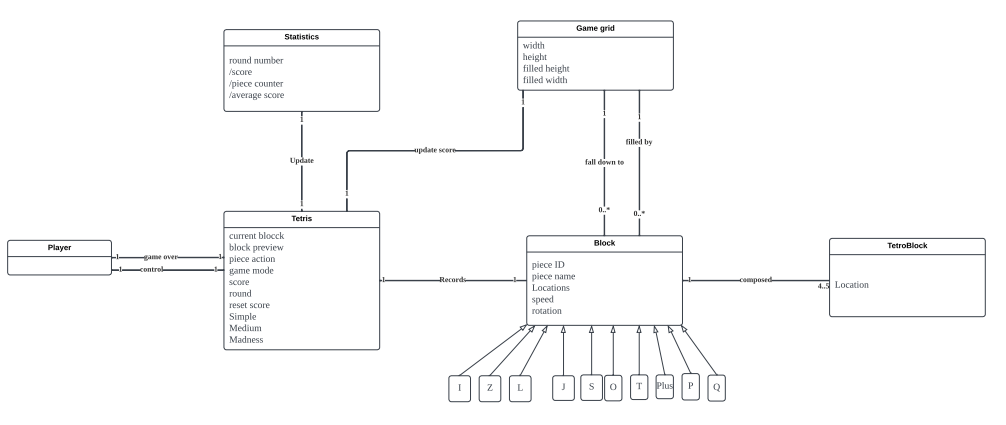 Statistics
round number
/score
/piece counter
/average score
1
Update
1
Game grid
width
height
filled height
filled width
1
update score
1
1
fall down to
0..*
1
filled by
0..*
Player
1 game over 1
1 control 1
Tetris
current blocck
block preview
piece action
game mode
score
round
reset score
Simple
Medium
Madness
1 Records 1
Block
piece ID
piece name
Locations
speed
rotation
1 composed 4..5
TetroBlock
Location
I Z L J S O T Plus P Q